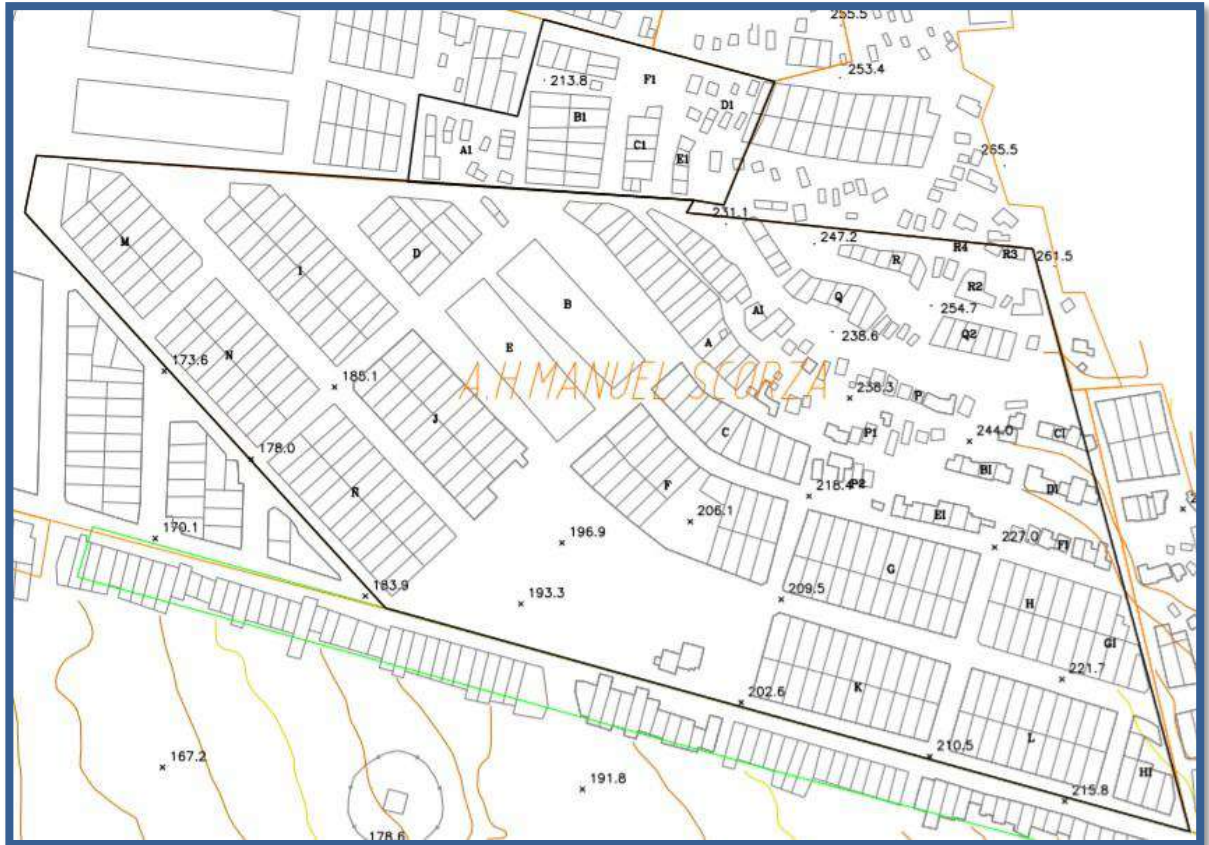 255.5
253.4
213.8
F1
D1
B1
C1
A1
E1
265.5
231.1
247.2
R4
R3
261.5
M
I
D
R
R2
B
254.7
A1
Q
Q2
238.6
A
E
N
173.6
185.1
A.H MANUEL SCORZA
238.3
P
J
C
P1
244.0
C1
178.0
B1
Ñ
F
P2
218.4
D1
206.1
E1
170.1
196.9
227.0
F1
G
183.9
193.3
209.5
H
G1
221.7
K
202.6
L
210.5
H1
167.2
191.8
215.8
178.6